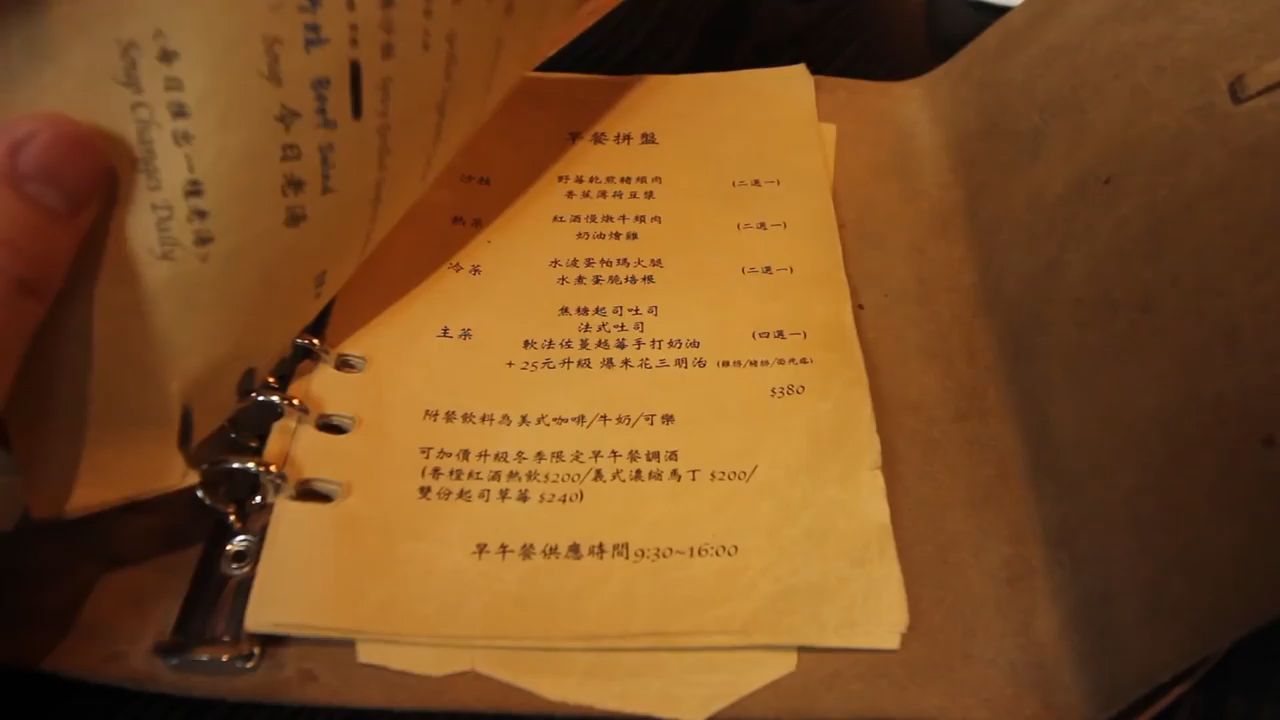 早餐拼盤
沙拉 野莓乾煎豬頰肉 (二選一)
香蕉薄荷豆漿
熱菜 紅酒慢燉牛頰肉 (二選一)
奶油燴雞
冷菜 水波蛋帕瑪火腿 (二選一)
水煮蛋脆培根
焦糖起司吐司
法式吐司
主菜 (四選一)
軟法佐蔓越莓手打奶油
+25元升級 爆米花三明治
$380
附餐飲料為美式咖啡/牛奶/可樂
可加價升級冬季限定早午餐調酒
(香橙紅酒熱飲$200/義式濃縮馬丁 $200/
雙份起司草莓 $240)
早午餐供應時間9:30~16:00
Beef Salad
Soup 今日老湯
Soup Changes Daily